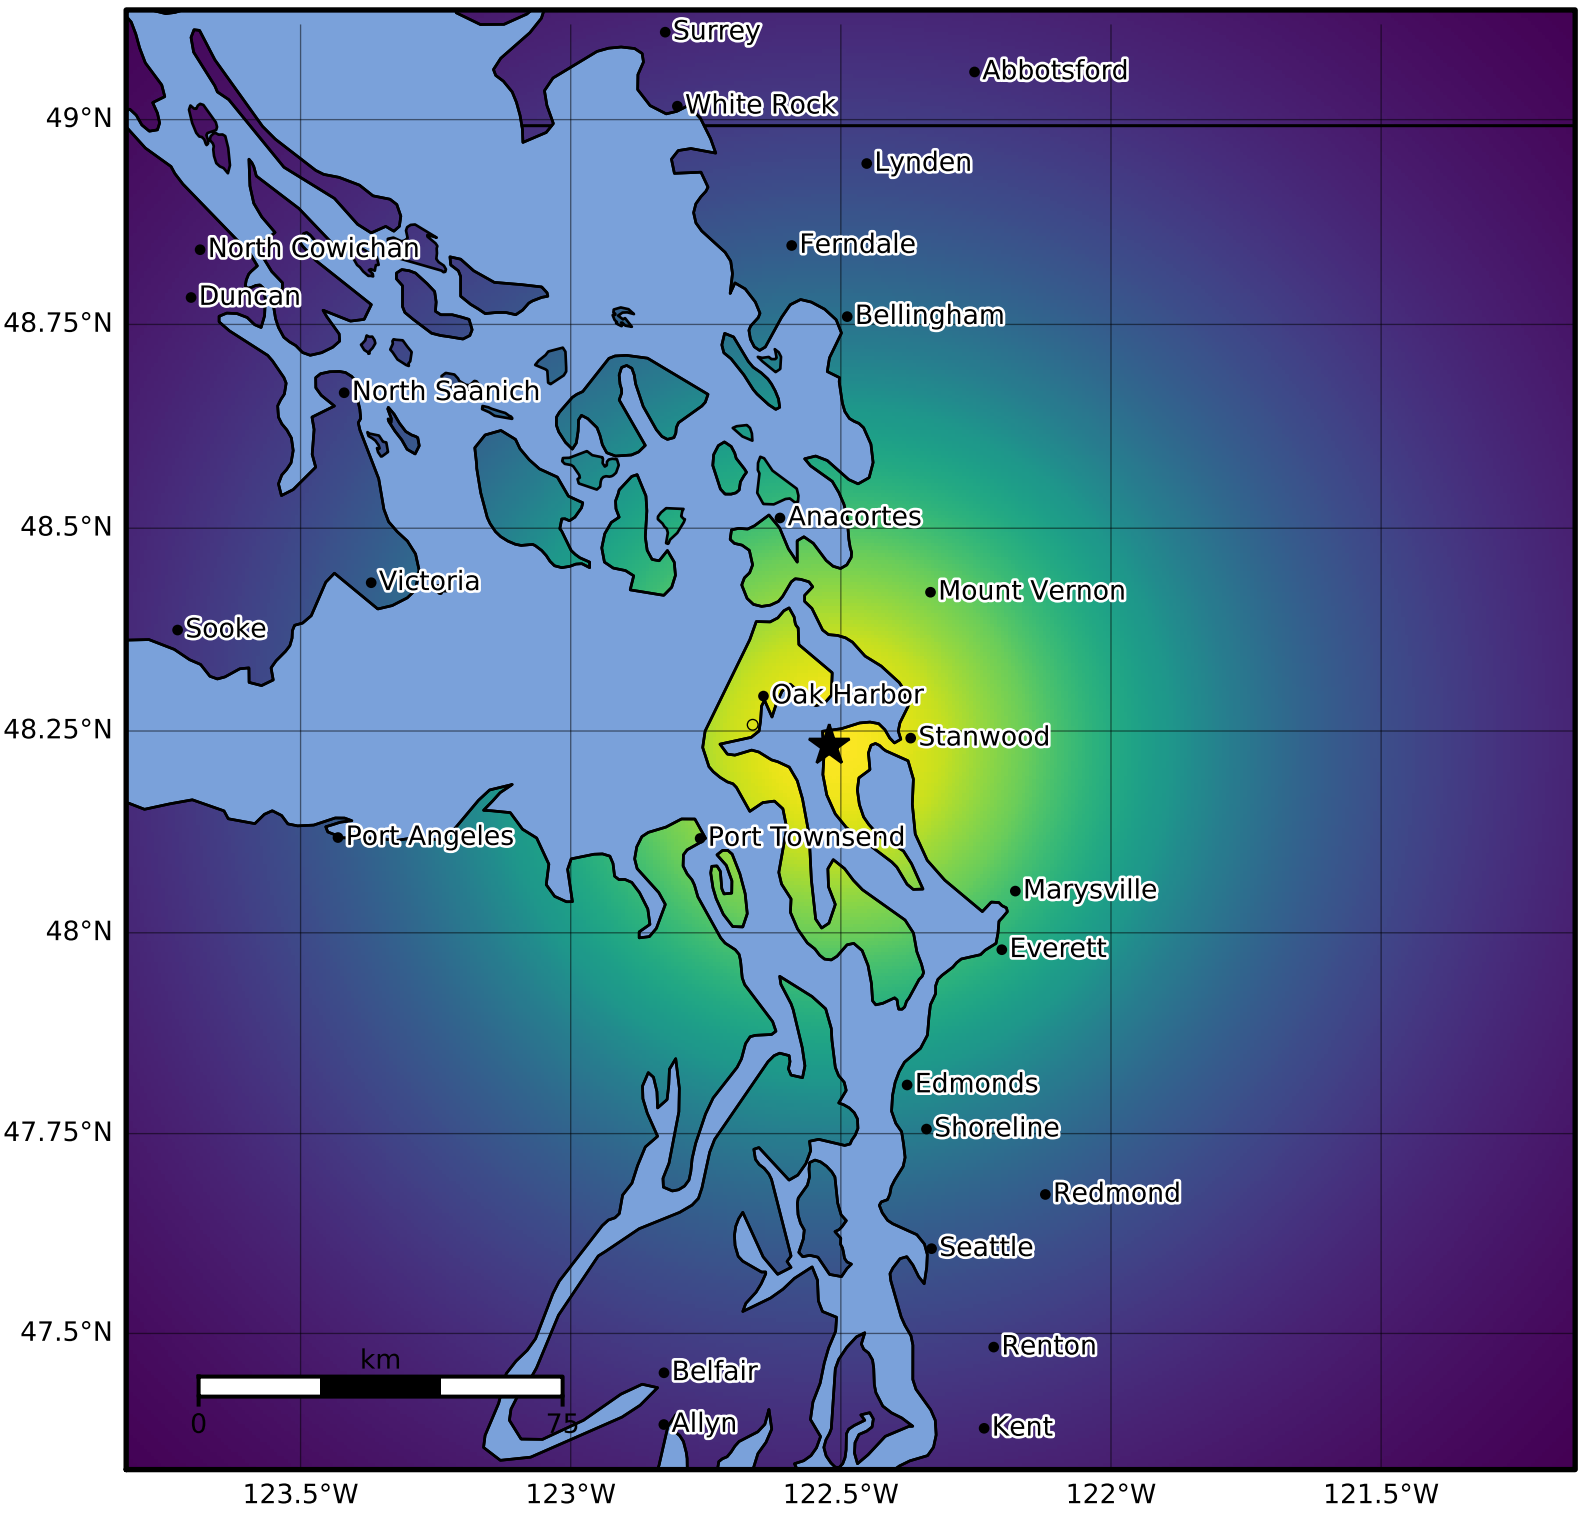 Surrey
Abbotsford
White Rock
49°N
Lynden
North Cowichan
Ferndale
Duncan
Bellingham
48.75°N
North Saanich
Anacortes
48.5°N
Victoria
Mount Vernon
Sooke
Oak Harbor
48.25°N
Stanwood
Port Angeles
Port Townsend
Marysville
48°N
Everett
Edmonds
Shoreline
47.75°N
Redmond
Seattle
47.5°N
Renton
km
Belfair
0 75
Allyn
Kent
123.5°W 123°W 122.5°W 122°W 121.5°W